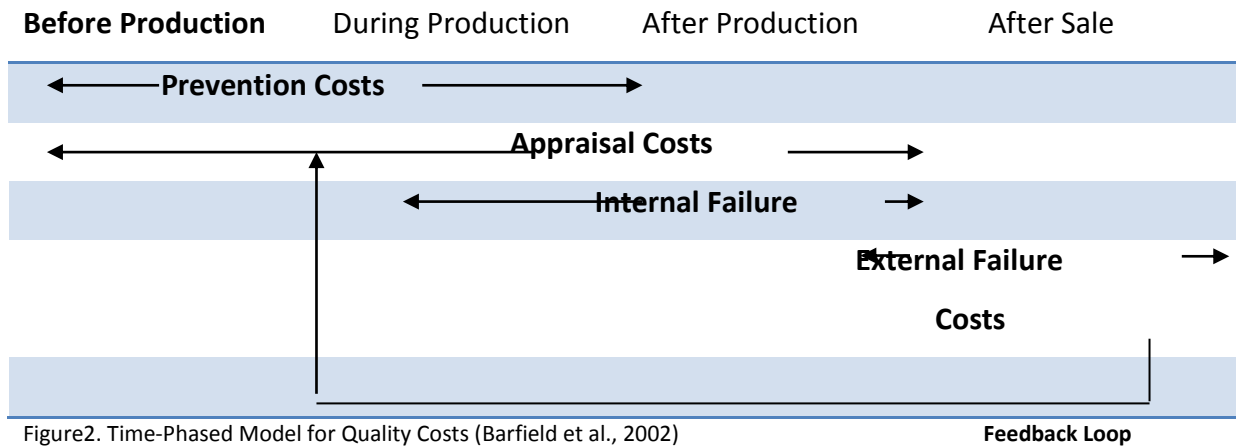 Before Production During Production After Production After Sale
Prevention Costs
Appraisal Costs
Internal Failure
External Failure
Costs
Figure2. Time-Phased Model for Quality Costs (Barfield et al., 2002) Feedback Loop